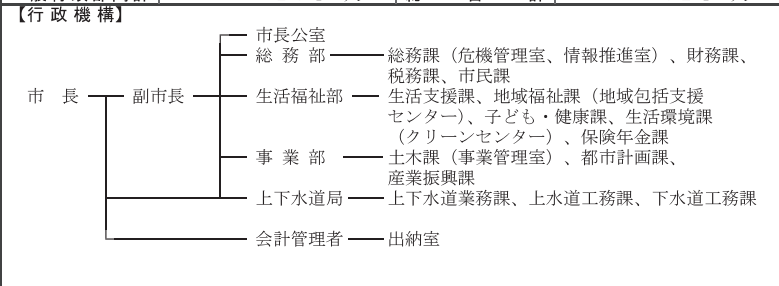 【行政機構】
市長公室
総務部 総務課（危機管理室、情報推進室）、財務課、
税務課、市民課
市長 副市長 生活福祉部 生活支援課、地域福祉課（地域包括支援
センター）、子ども・健康課、生活環境課
（クリーンセンター）、保険年金課
事業部 土木課（事業管理室）、都市計画課、
産業振興課
上下水道局 上下水道業務課、上水道工務課、下水道工務課
会計管理者 出納室